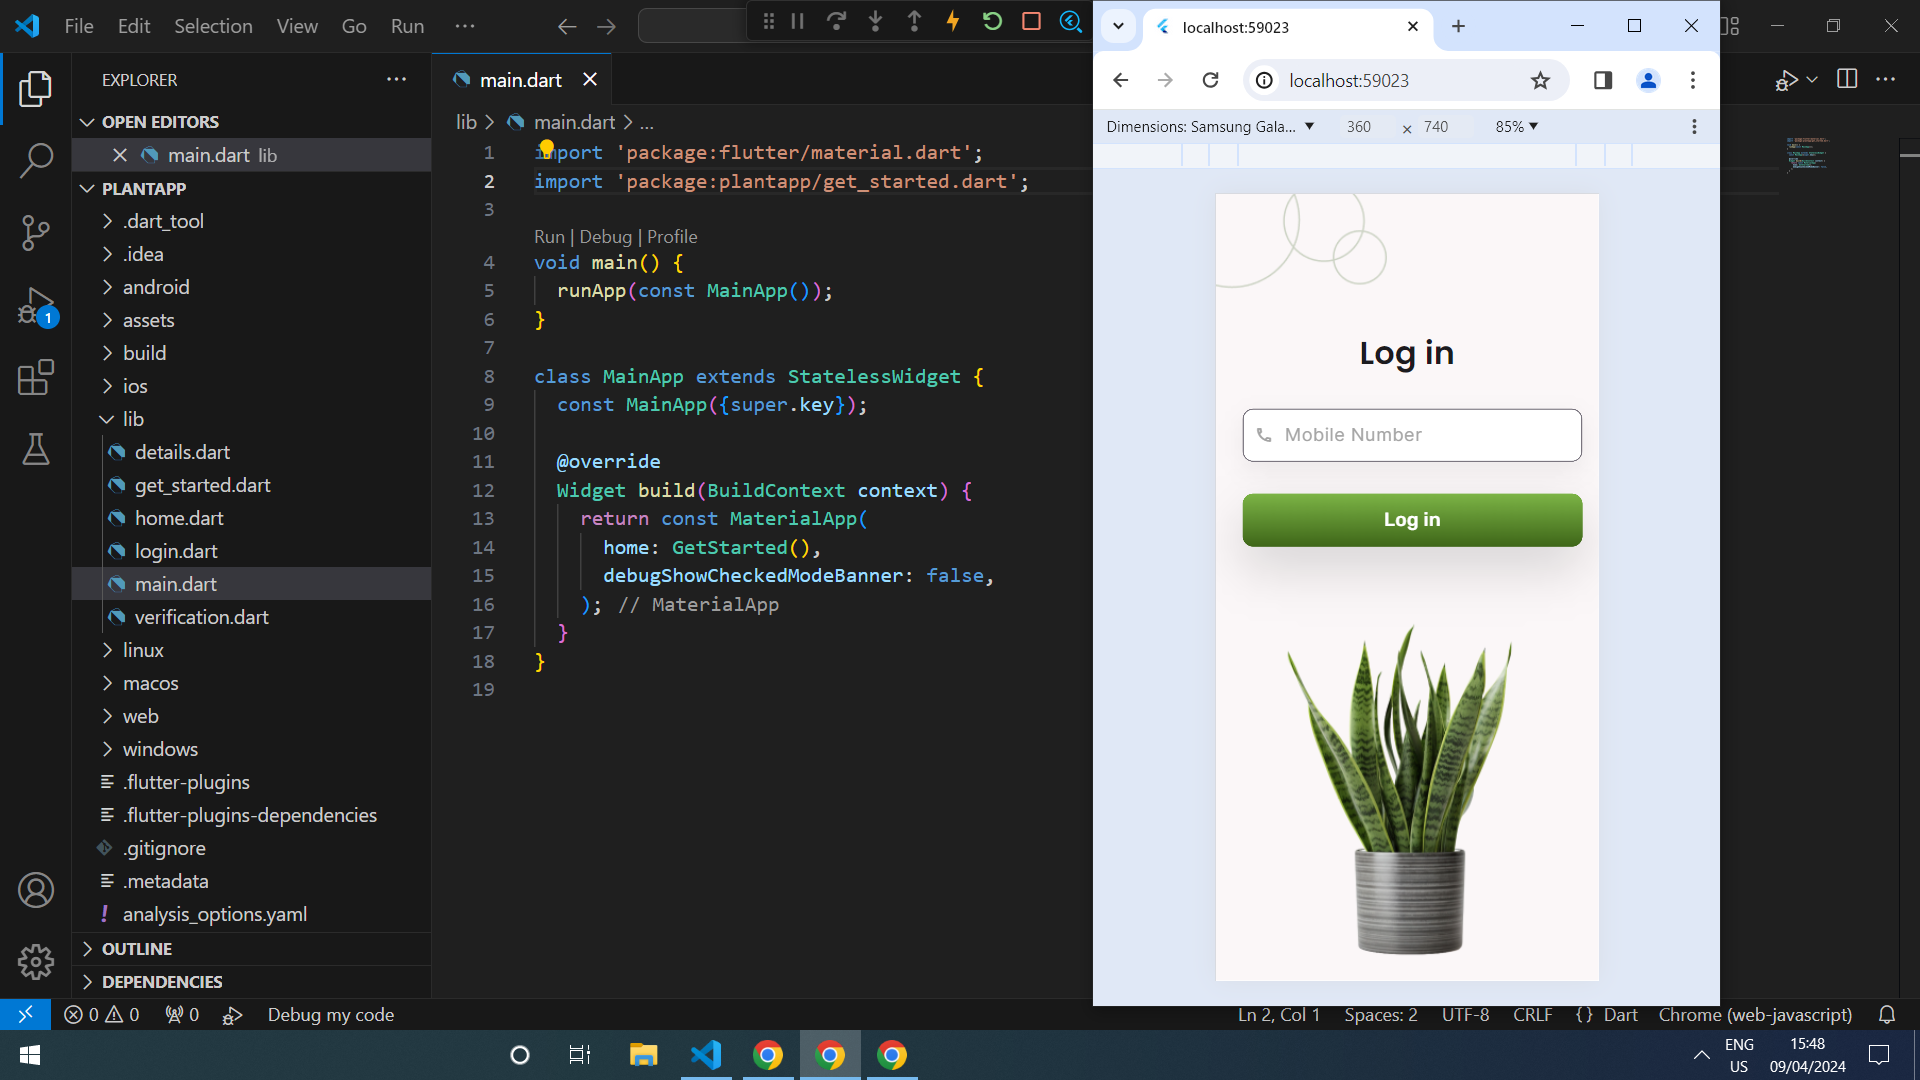 File Edit Selection View Go Run ···
EXPLORER
OPEN EDITORS
main.dart lib
PLANTAPP
.dart_tool
.idea
android
assets
build
ios
lib
details.dart
get_started.dart
home.dart
login.dart
main.dart
verification.dart
linux
macos
web
windows
.flutter-plugins
.flutter-plugins-dependencies
.gitignore
.metadata
! analysis_options.yaml
OUTLINE
DEPENDENCIES
1
main.dart
lib > main.dart > ...
1 import 'package:flutter/material.dart';
2 import 'package:plantapp/get_started.dart';
3
Run | Debug | Profile
4 void main() {
5 runApp(const MainApp());
6 }
7
8 class MainApp extends StatelessWidget {
9 const MainApp({super.key});
10
11 @override
12 Widget build(BuildContext context) {
13 return const MaterialApp(
14 home: GetStarted(),
15 debugShowCheckedModeBanner: false,
16 ); // MaterialApp
17 }
18 }
19
localhost:59023
localhost:59023
Dimensions: Samsung Gala... 360 × 740 85%
Log in
Mobile Number
Log in
0 0 0 Debug my code
Ln 2, Col 1 Spaces: 2 UTF-8 CRLF {} Dart Chrome (web-javascript)
ENG
US
15:48
09/04/2024